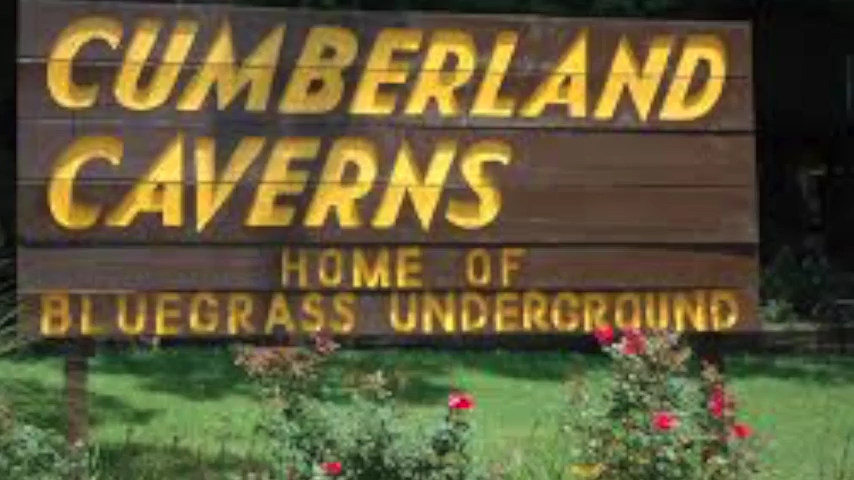 CUMBERLAND
CAVERNS
HOME OF
BLUEGRASS UNDERGROUND